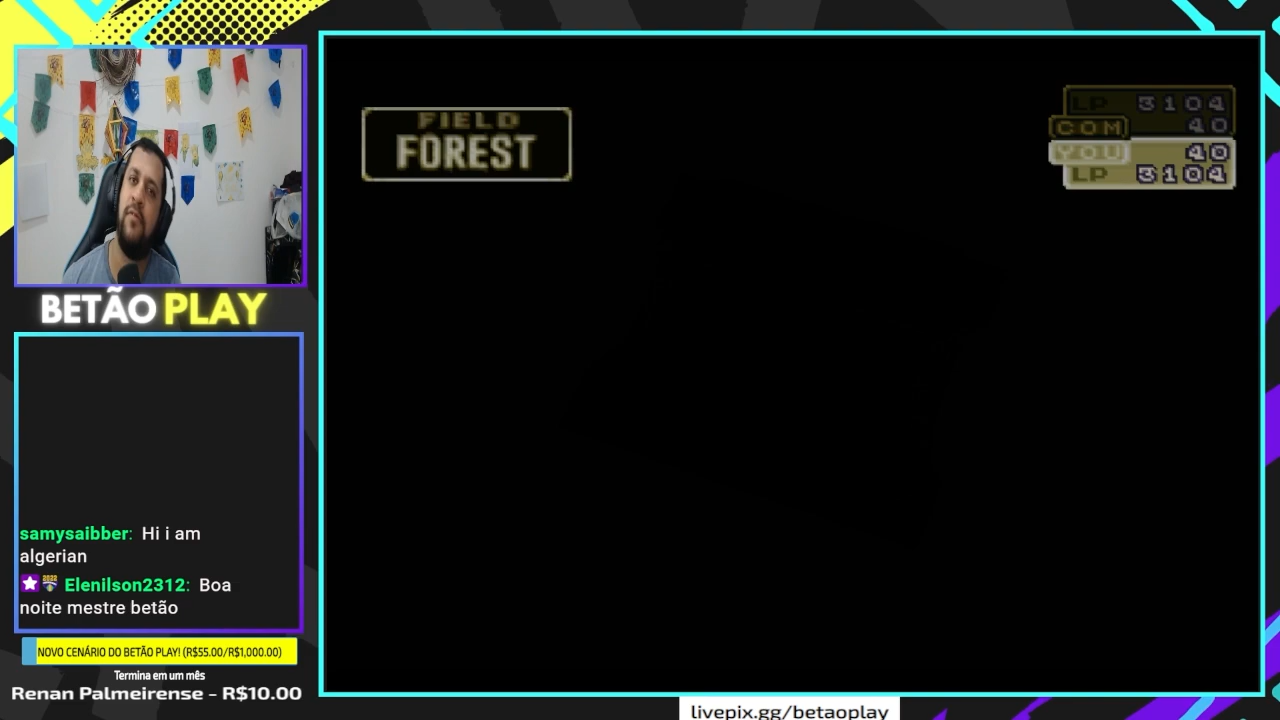 FIELD
FOREST
LP 3104
COM 40
YOU 40
LP 3104
BETÃO PLAY
samysaibber: Hi i am
algerian
2022 Elenilson2312: Boa
noite mestre betão
NOVO CENÁRIO DO BETÃO PLAY! (R$55.00/R$1,000.00)
Termina em um mês
Renan Palmeirense - R$10.00
livepix.gg/betaoplay